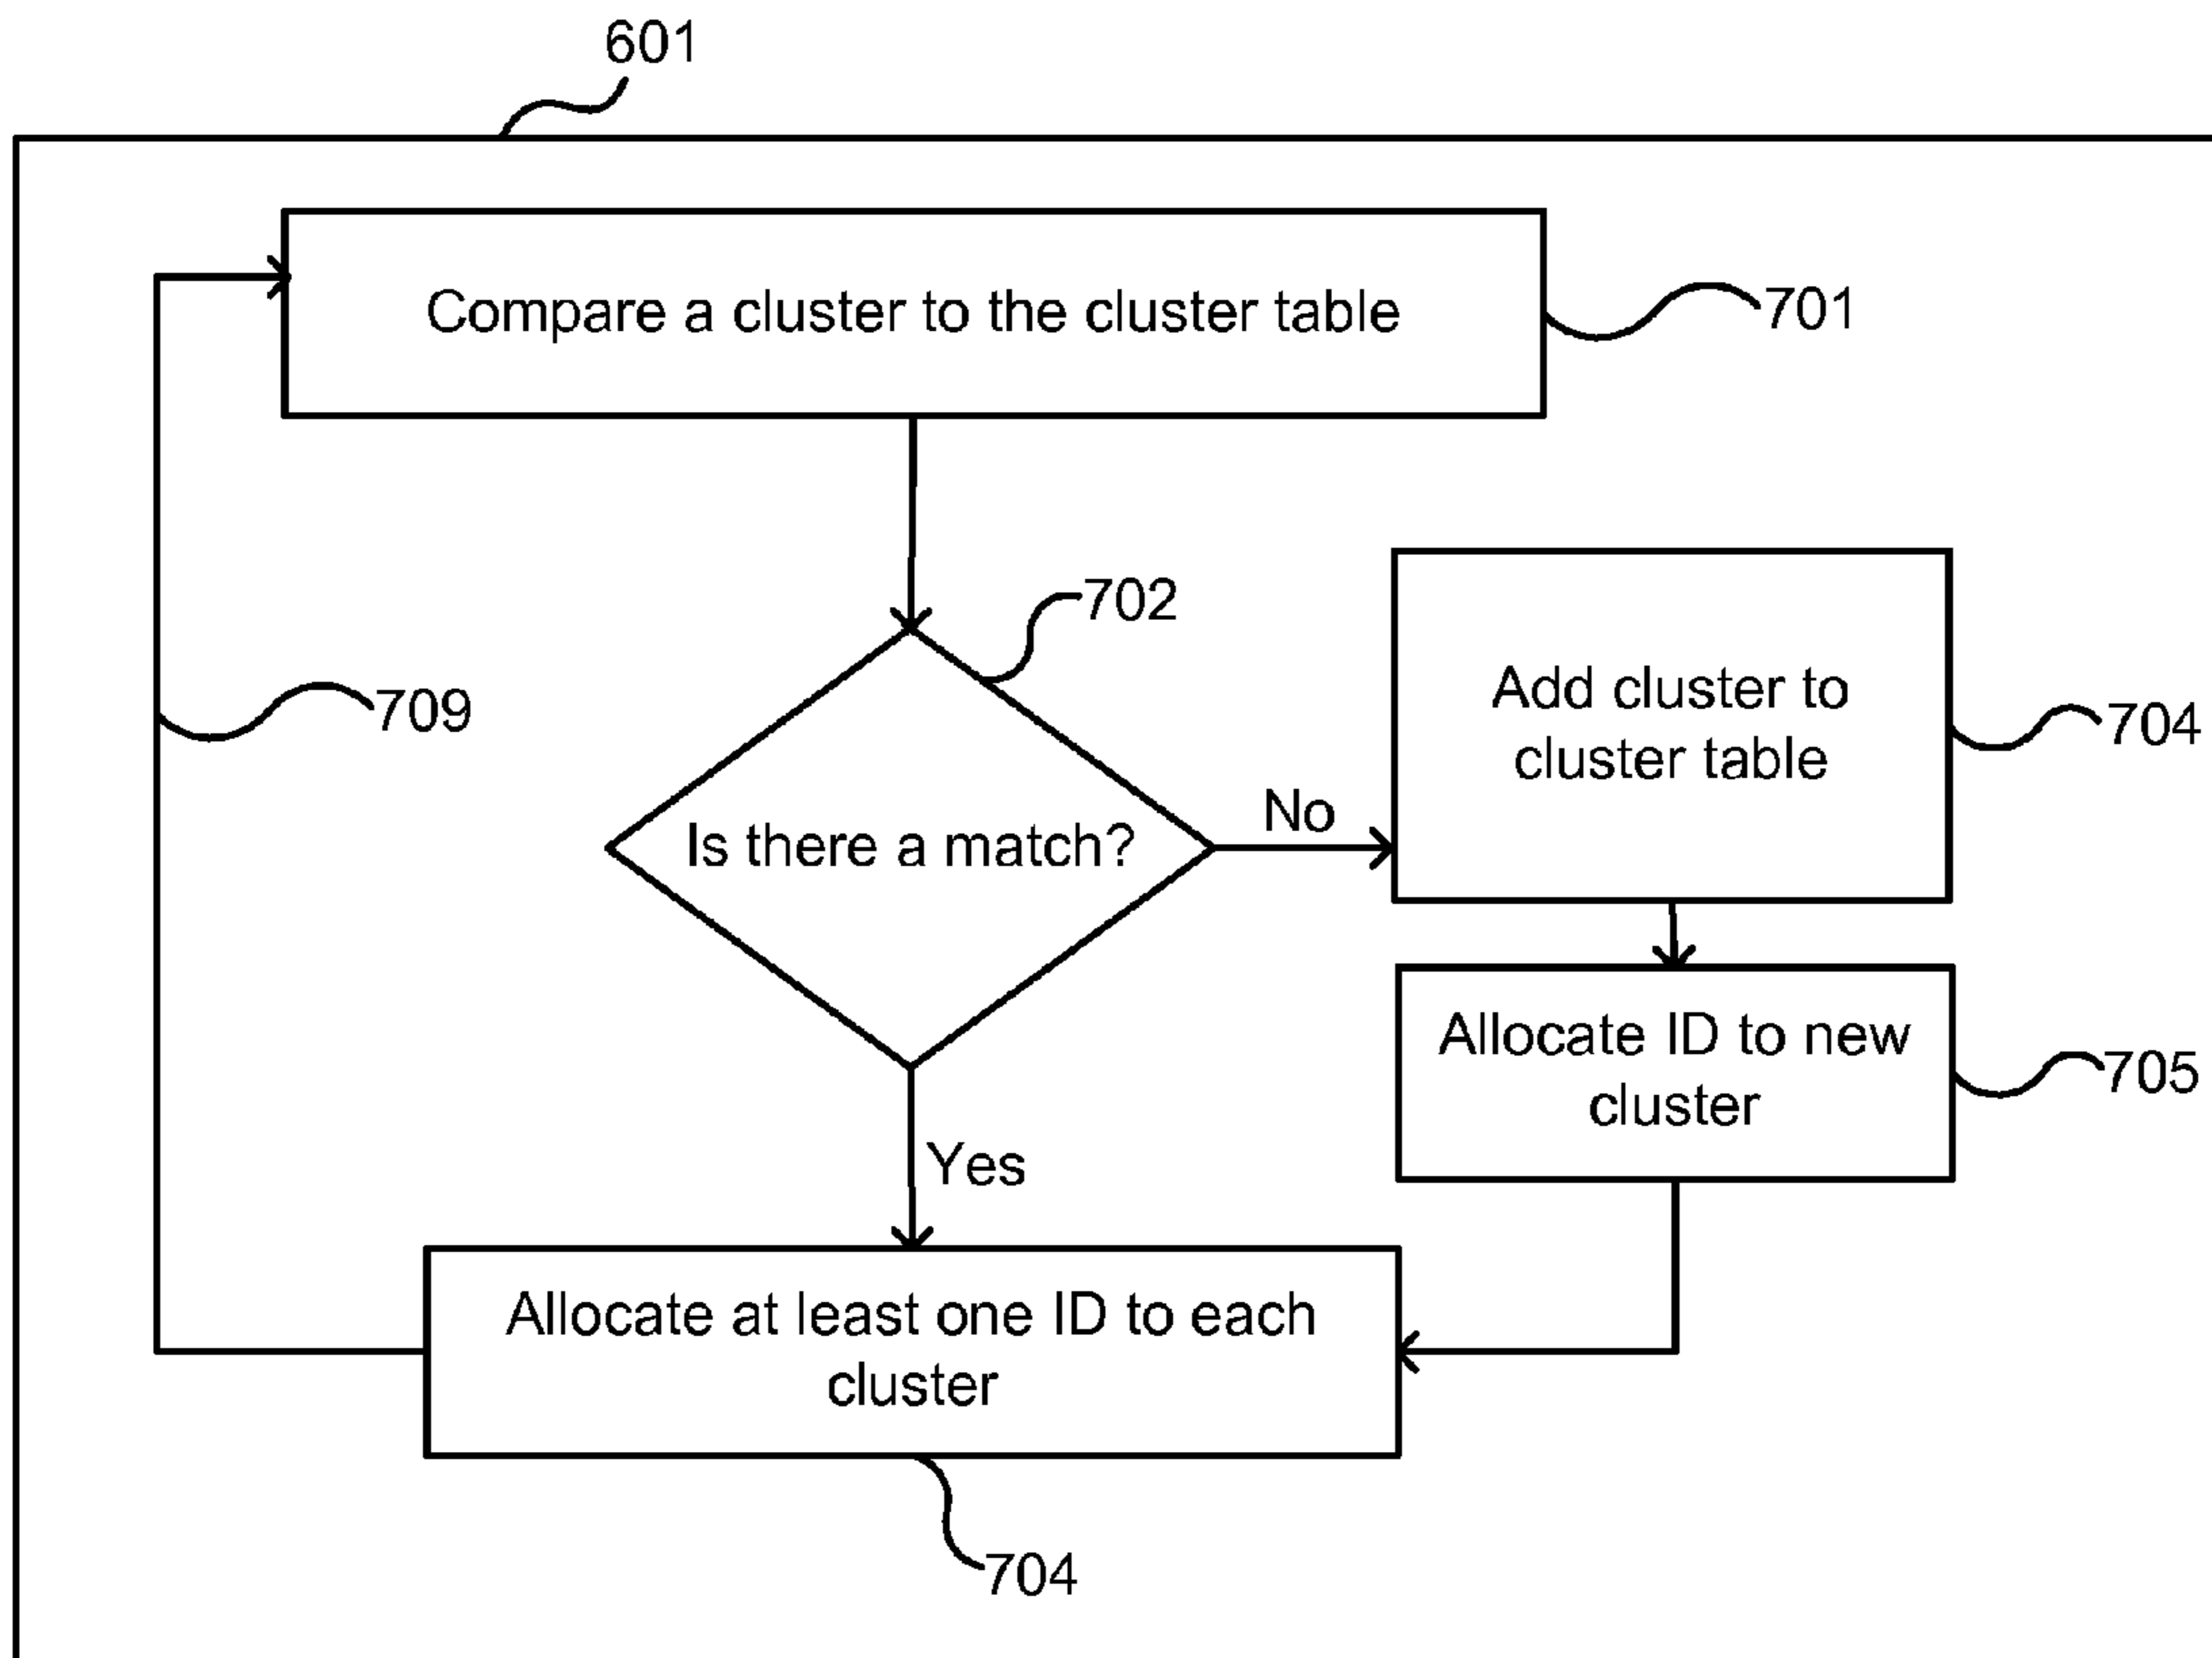 601
Compare a cluster to the cluster table
701
702
Add cluster to
cluster table
704
709
Is there a match?
No
Allocate ID to new
cluster
705
Yes
Allocate at least one ID to each
cluster
704